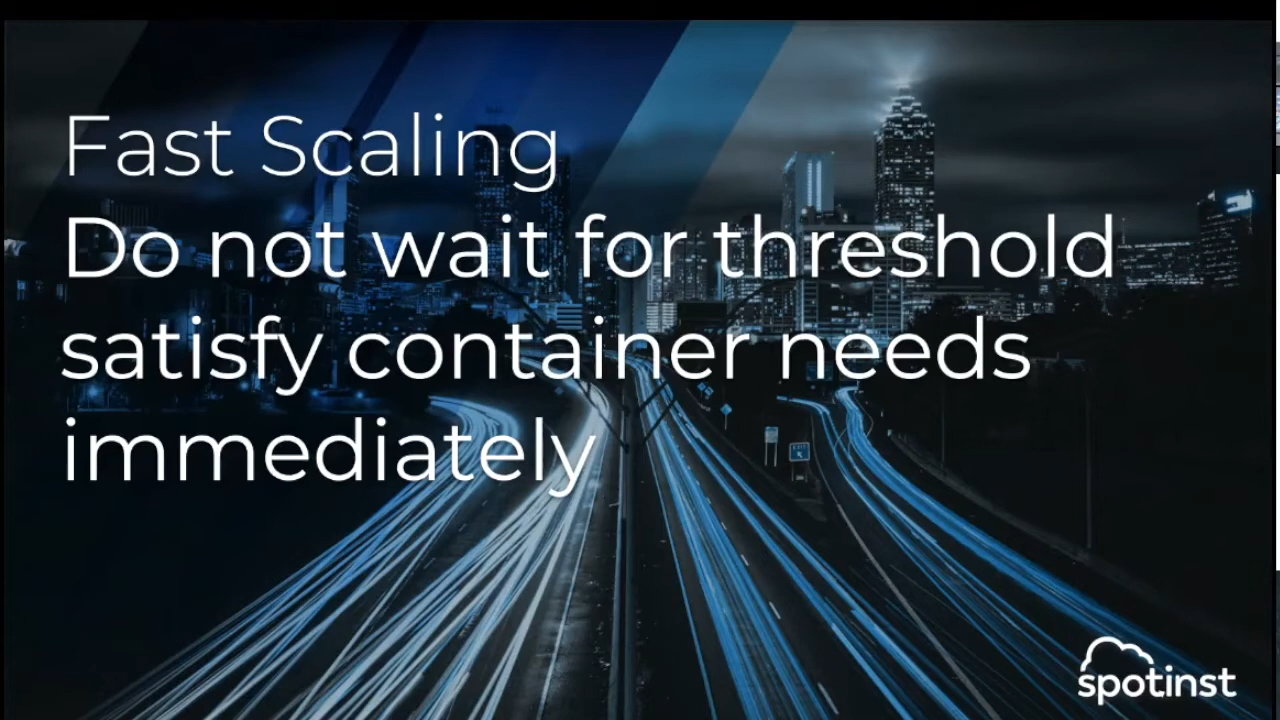 Fast Scaling
Do not wait for threshold
satisfy container needs
immediately
spotinst